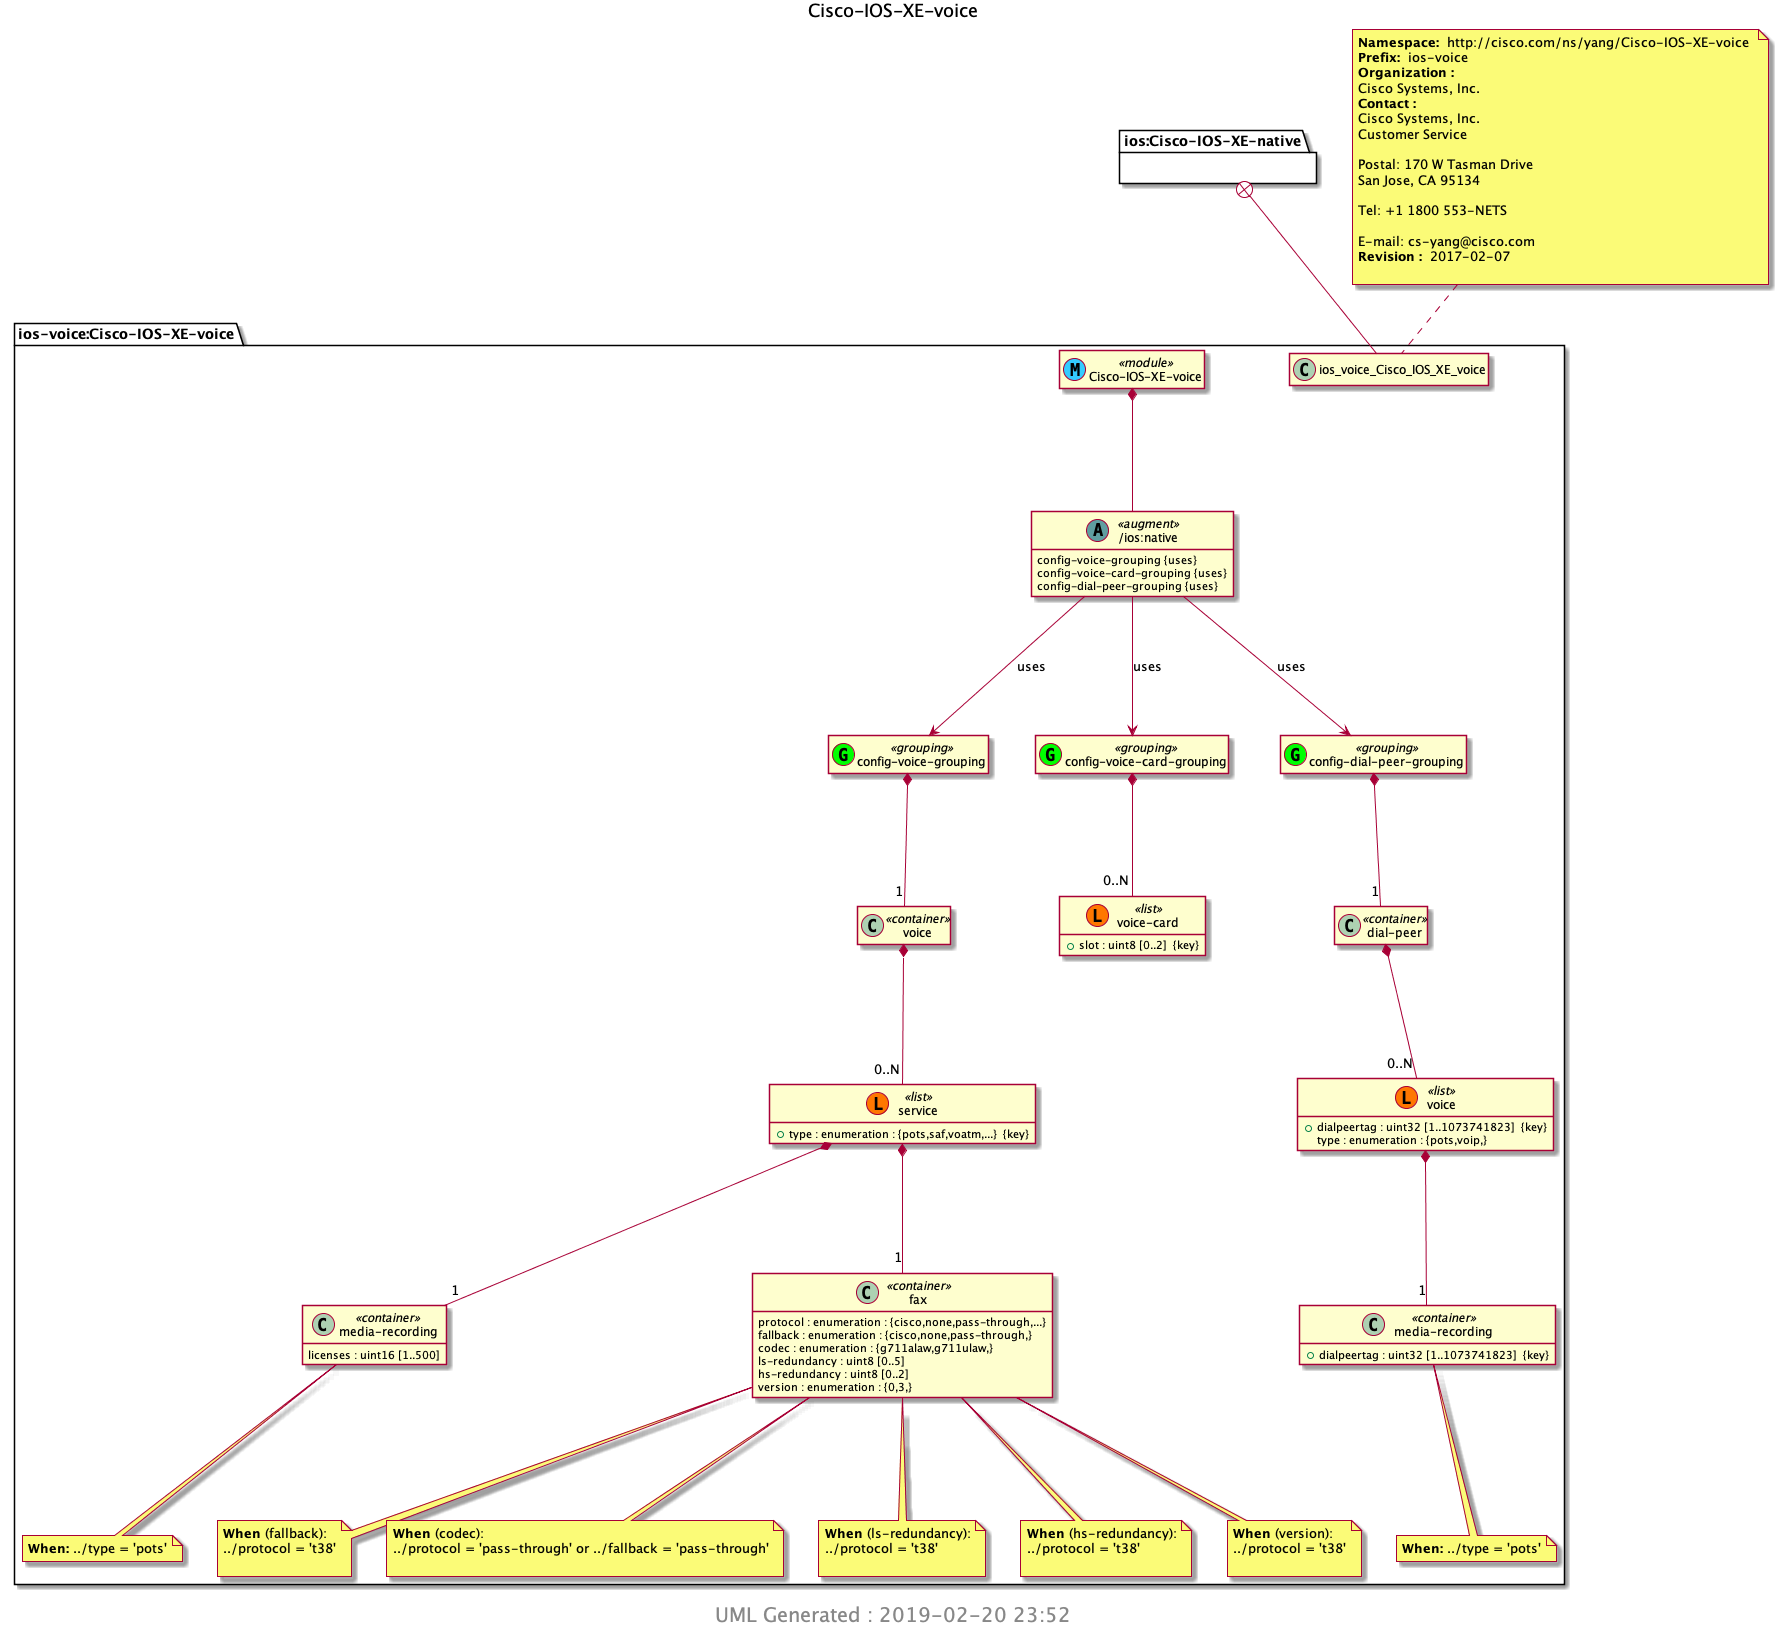 Cisco-IOS-XE-voice
Namespace: http://cisco.com/ns/yang/Cisco-IOS-XE-voice
Prefix: ios-voice
Organization :
Cisco Systems, Inc.
Contact :
Cisco Systems, Inc.
Customer Service
Postal: 170 W Tasman Drive
San Jose, CA 95134
Tel: +1 1800 553-NETS
E-mail: cs-yang@cisco.com
Revision : 2017-02-07
ios:Cisco-IOS-XE-native
ios-voice:Cisco-IOS-XE-voice
M
«module»
Cisco-IOS-XE-voice
C ios_voice_Cisco_IOS_XE_voice
A
«augment»
/ios:native
config-voice-grouping {uses}
config-voice-card-grouping {uses}
config-dial-peer-grouping {uses}
uses
uses
uses
G
«grouping»
config-voice-grouping
G
«grouping»
config-voice-card-grouping
G
«grouping»
config-dial-peer-grouping
1
0..N
1
C
«container»
voice
L
«list»
voice-card
slot : uint8 [0..2] {key}
C
«container»
dial-peer
0..N
0..N
L
«list»
service
type : enumeration : {pots,saf,voatm,...} {key}
L
«list»
voice
dialpeertag : uint32 [1..1073741823] {key}
type : enumeration : {pots,voip,}
1
1
1
C
«container»
media-recording
licenses : uint16 [1..500]
C
«container»
fax
protocol : enumeration : {cisco,none,pass-through,...}
fallback : enumeration : {cisco,none,pass-through,}
codec : enumeration : {g711alaw,g711ulaw,}
ls-redundancy : uint8 [0..5]
hs-redundancy : uint8 [0..2]
version : enumeration : {0,3,}
C
«container»
media-recording
dialpeertag : uint32 [1..1073741823] {key}
When: ../type = 'pots'
When (fallback):
../protocol = 't38'
When (codec):
../protocol = 'pass-through' or ../fallback = 'pass-through'
When (ls-redundancy):
../protocol = 't38'
When (hs-redundancy):
../protocol = 't38'
When (version):
../protocol = 't38'
When: ../type = 'pots'
UML Generated : 2019-02-20 23:52